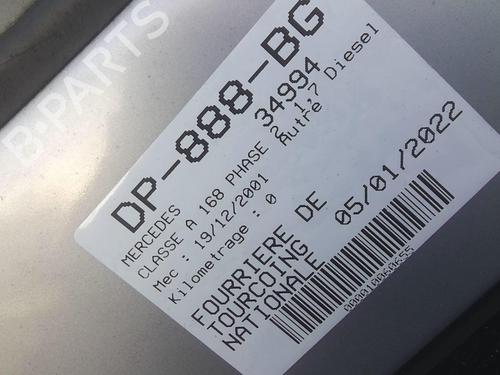 B-PARTS
DP-888-BG
34994
MERCEDES
CLASSE A 168 PHASE 2 1,7 Diesel
Mec : 19/12/2001 Autre
Kilometrage : 0
FOURRIERE DE 05/01/2022
TOURCOING
NATIONALE